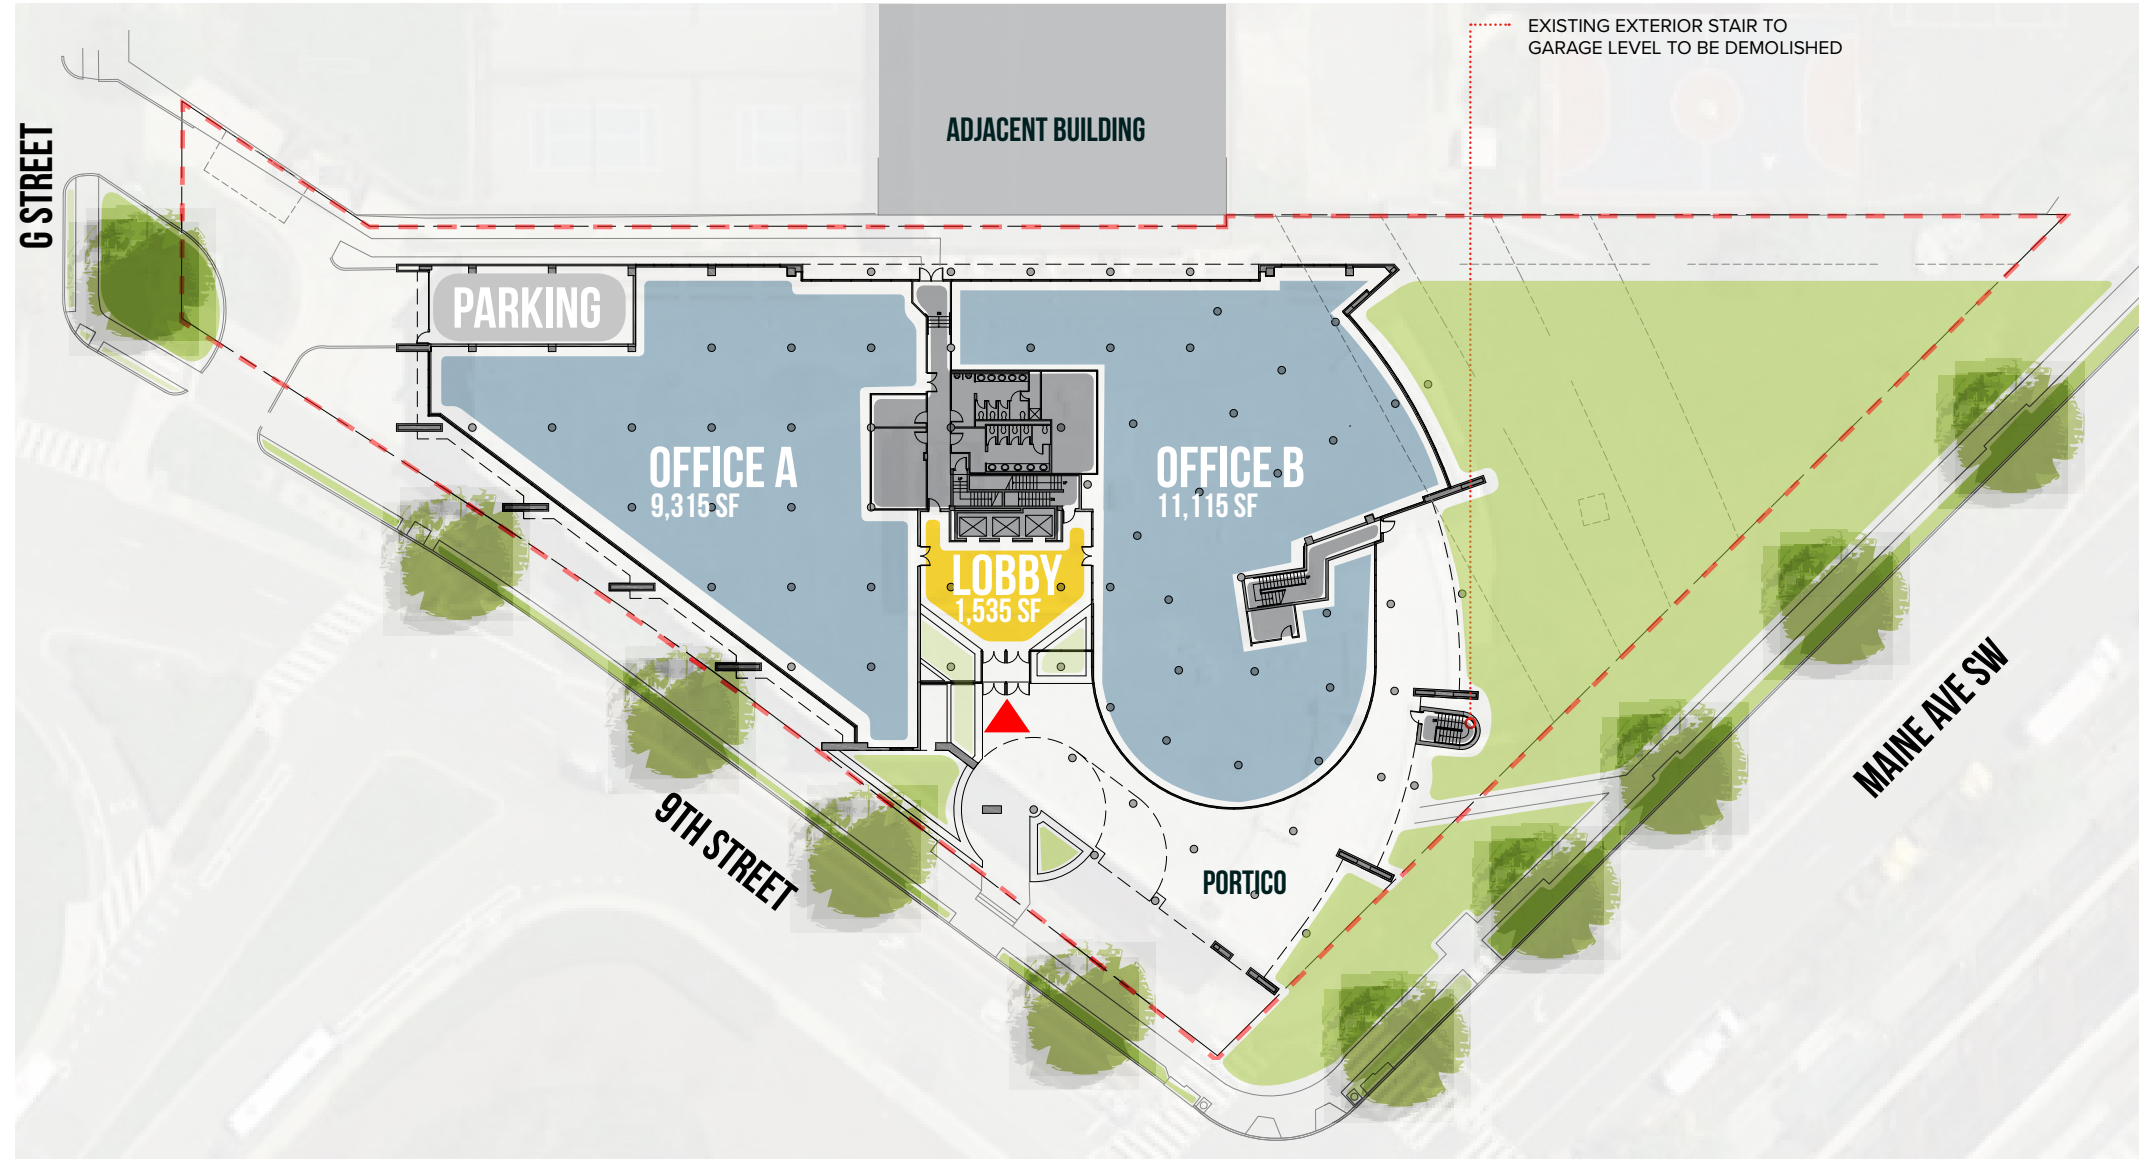 EXISTING EXTERIOR STAIR TO
GARAGE LEVEL TO BE DEMOLISHED
ADJACENT BUILDING
G STREET
PARKING
OFFICE A
9,315 SF
OFFICE B
11,115 SF
LOBBY
1,535 SF
MAINE AVE SW
9TH STREET
PORTICO